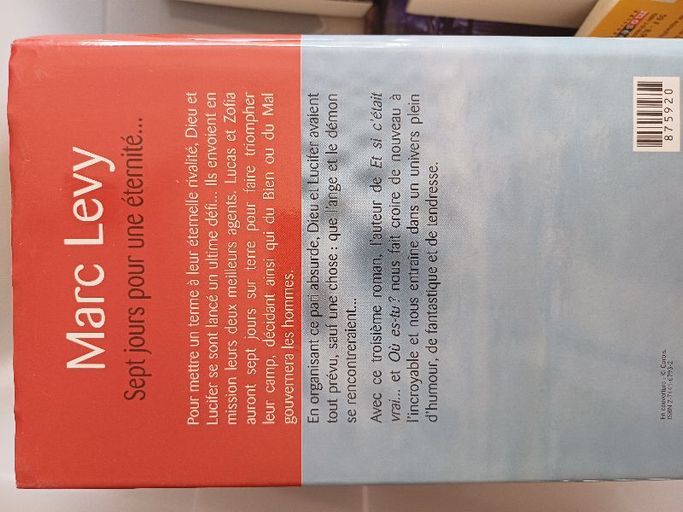 Marc Levy
Sept jours pour une éternité...
Pour mettre un terme à leur éternelle rivalité, Dieu et
Lucifer se sont lancé un ultime défi... Ils envoient en
mission leurs deux meilleurs agents. Lucas et Zofia
auront sept jours sur terre pour faire triompher
leur camp, décidant ainsi qui du Bien ou du Mal
gouvernera les hommes.
En organisant ce pari absurde, Dieu et Lucifer avaient
tout prévu, sauf une chose : que l'ange et le démon
se rencontreraient...
Avec ce troisième roman, l'auteur de Et si c'était
vrai... et Où es-tu ? nous fait croire de nouveau à
l'incroyable et nous entraîne dans un univers plein
d'humour, de fantastique et de tendresse.
En couverture : © Corbis.
875920